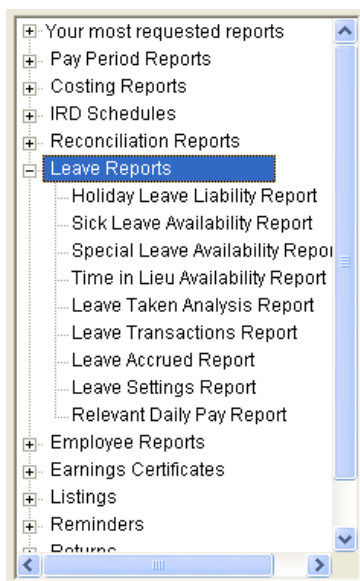 Your most requested reports
Pay Period Reports
Costing Reports
IRD Schedules
Reconciliation Reports
Leave Reports
Holiday Leave Liability Report
Sick Leave Availability Report
Special Leave Availability Repor
Time in Lieu Availability Report
Leave Taken Analysis Report
Leave Transactions Report
Leave Accrued Report
Leave Settings Report
Relevant Daily Pay Report
Employee Reports
Earnings Certificates
Listings
Reminders
Returns